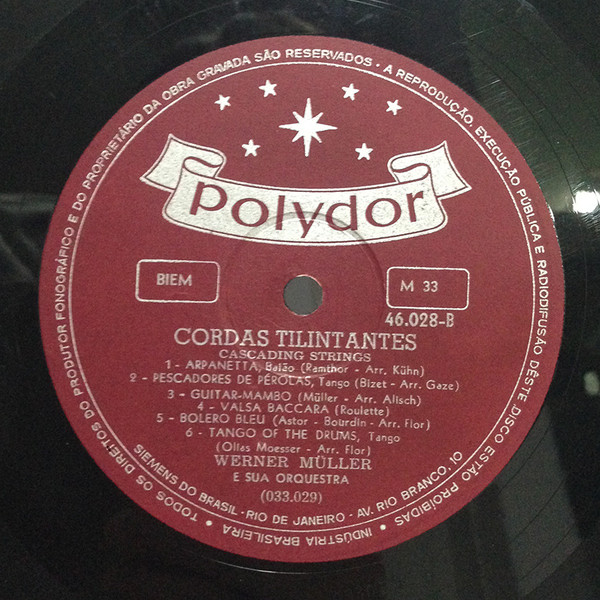 TODOS OS DIREITOS DO PRODUTOR FONOGRÁFICO E DO PROPRIETÁRIO DA OBRA GRAVADA SÃO RESERVADOS · A REPRODUÇÃO, EXECUÇÃO PÚBLICA E RADIODIFUSÃO DÊSTE DISCO ESTÃO PROIBIDAS · INDÚSTRIA BRASILEIRA ·
polydor
BIEM
M 33
46.028-B
CORDAS TILINTANTES
CASCADING STRINGS
1 - ARPANETTA, Baião (Ramthor - Arr. Kühn)
2 - PESCADORES DE PÉROLAS, Tango (Bizet - Arr. Gaze)
3 - GUITAR-MAMBO (Müller - Arr. Alisch)
4 - VALSA BACCARA (Roulette)
5 - BOLERO BLEU (Astor - Bourdin - Arr. Flor)
6 - TANGO OF THE DRUMS, Tango
(Olias Moesser - Arr. Flor)
WERNER MÜLLER
E SUA ORQUESTRA
(033.029)
SIEMENS DO BRASIL · RIO DE JANEIRO · AV. RIO BRANCO, 10